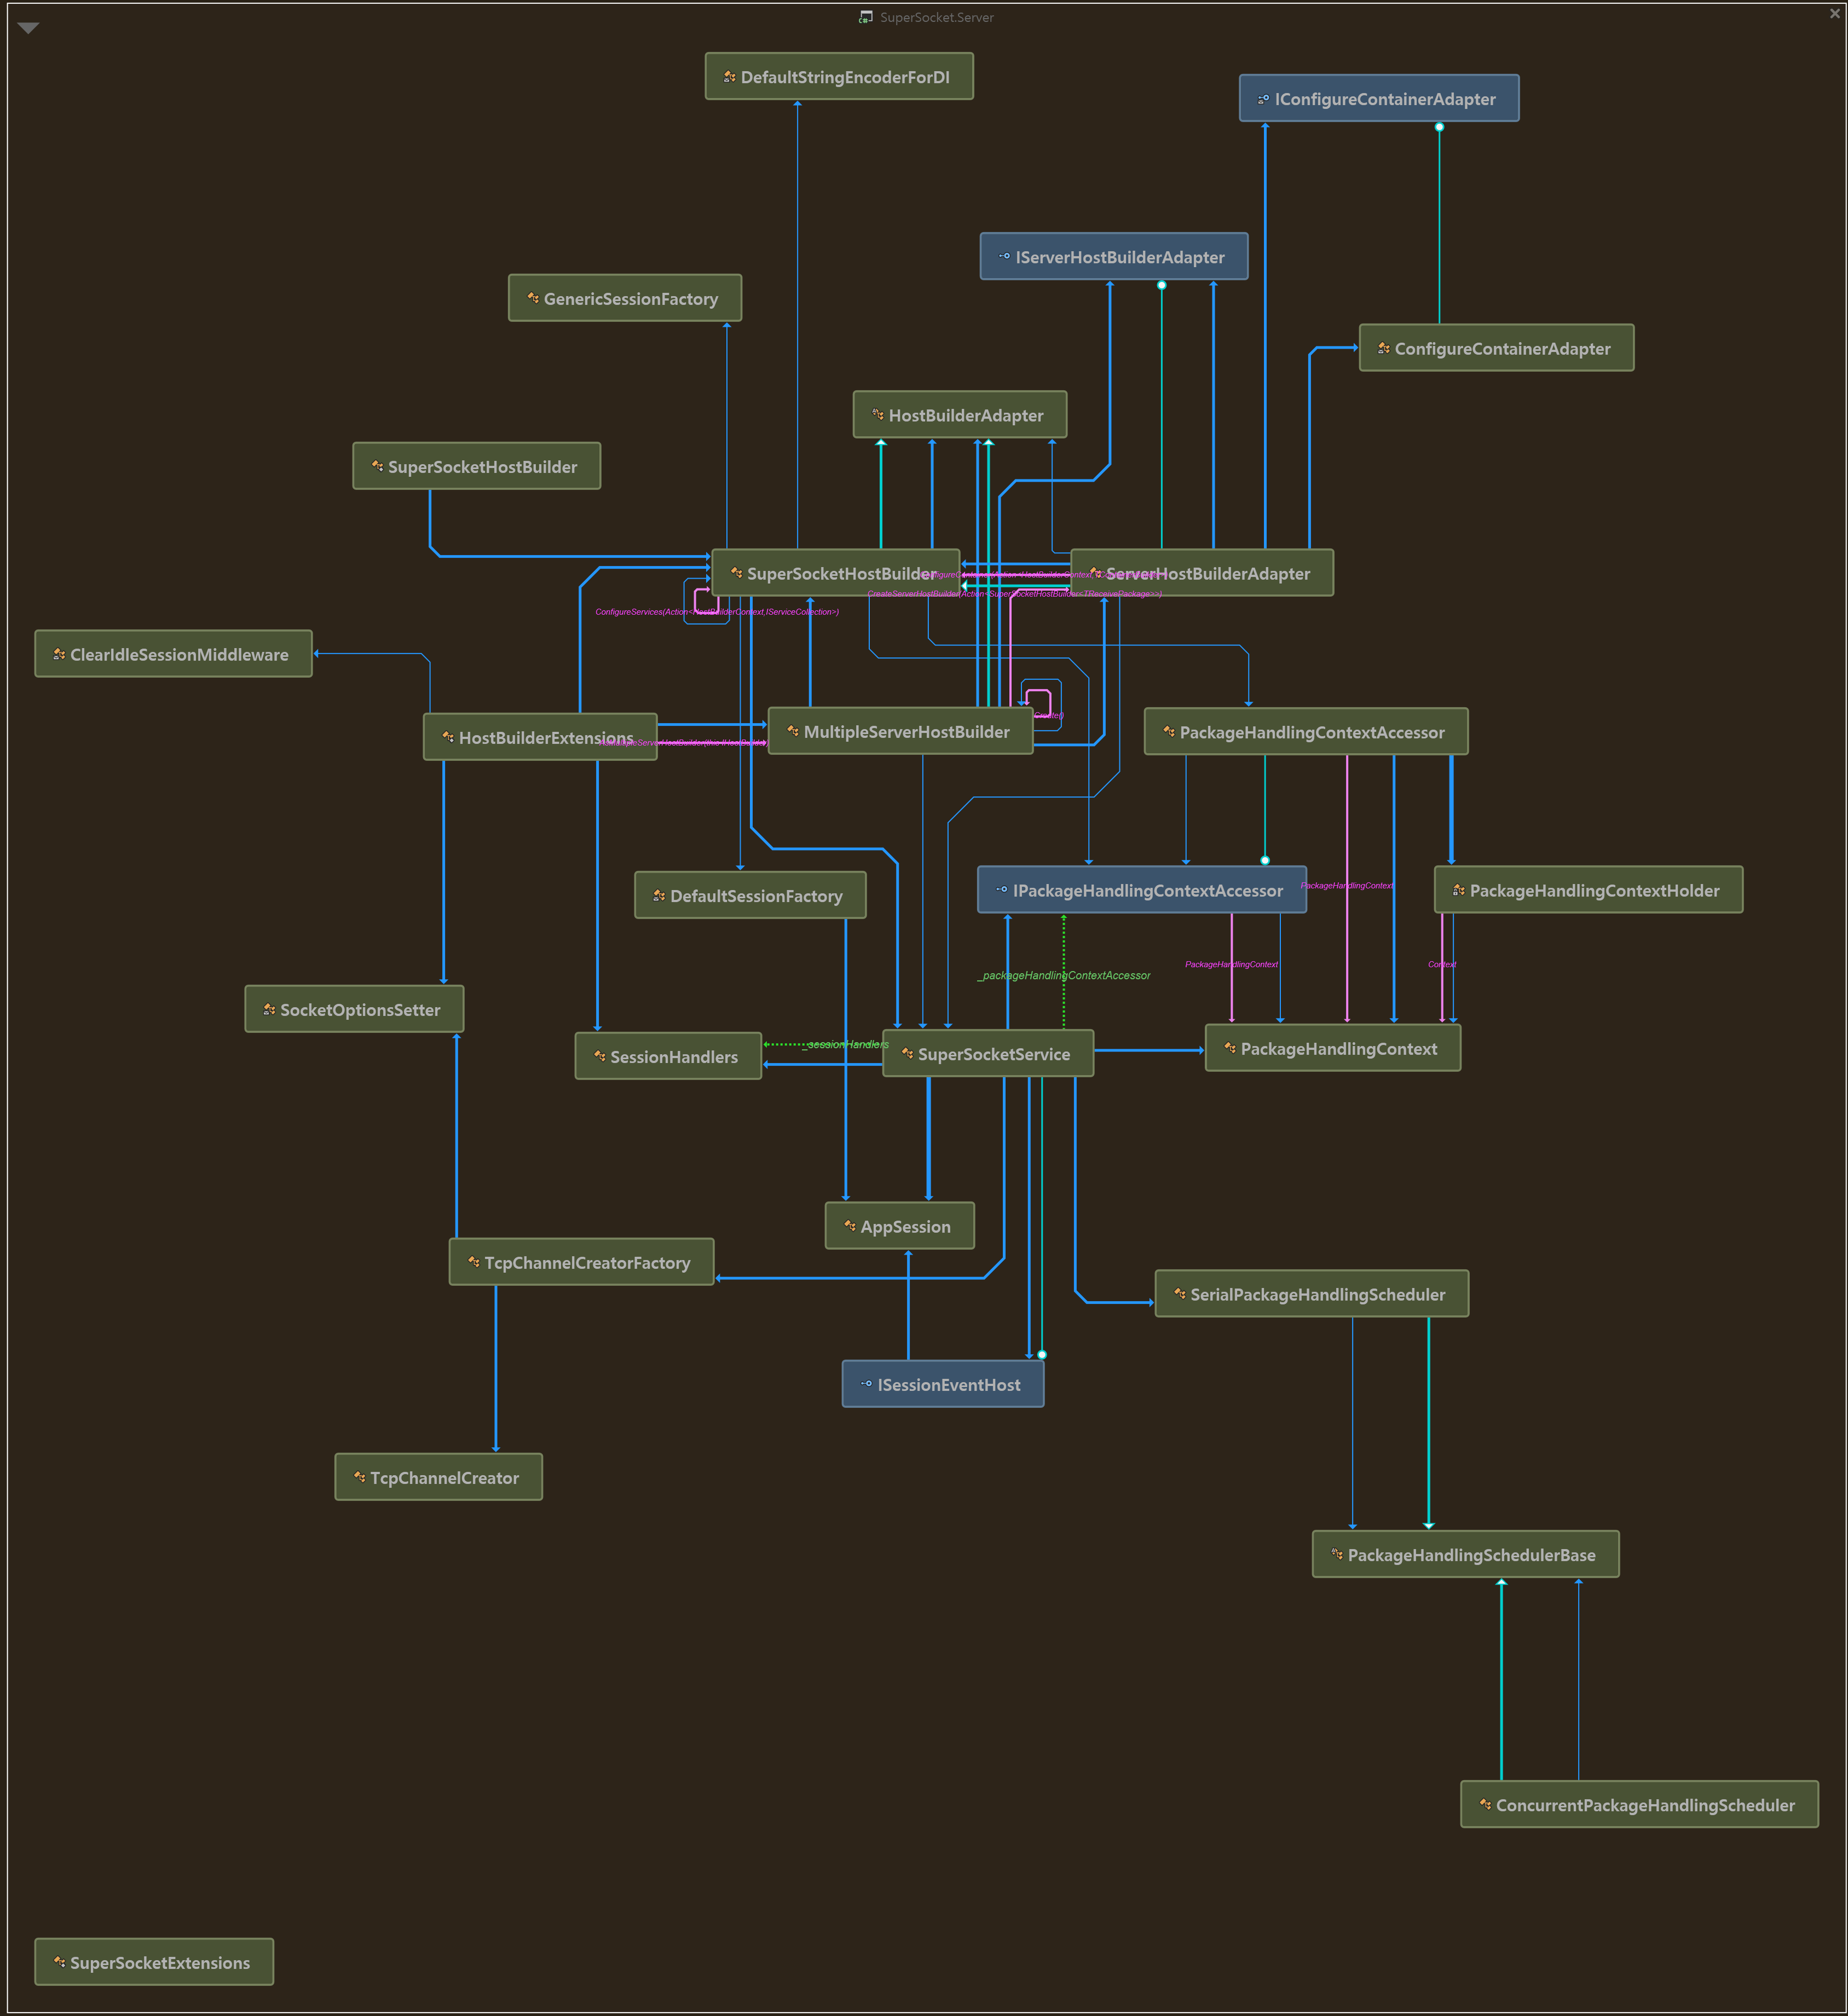 SuperSocket.Server
DefaultStringEncoderForDI
IConfigureContainerAdapter
IServerHostBuilderAdapter
GenericSessionFactory
ConfigureContainerAdapter
HostBuilderAdapter
SuperSocketHostBuilder
SuperSocketHostBuilder
ServerHostBuilderAdapter
CreateServerHostBuilder(Action<SuperSocketHostBuilder<TReceivePackage>>)
ConfigureServices(Action<HostBuilderContext,IServiceCollection>)
ClearIdleSessionMiddleware
Create()
HostBuilderExtensions
MultipleServerHostBuilder
PackageHandlingContextAccessor
DefaultSessionFactory
IPackageHandlingContextAccessor
PackageHandlingContext
PackageHandlingContextHolder
PackageHandlingContext
Context
_packageHandlingContextAccessor
SocketOptionsSetter
_sessionHandlers
SessionHandlers
SuperSocketService
PackageHandlingContext
AppSession
TcpChannelCreatorFactory
SerialPackageHandlingScheduler
ISessionEventHost
TcpChannelCreator
PackageHandlingSchedulerBase
ConcurrentPackageHandlingScheduler
SuperSocketExtensions